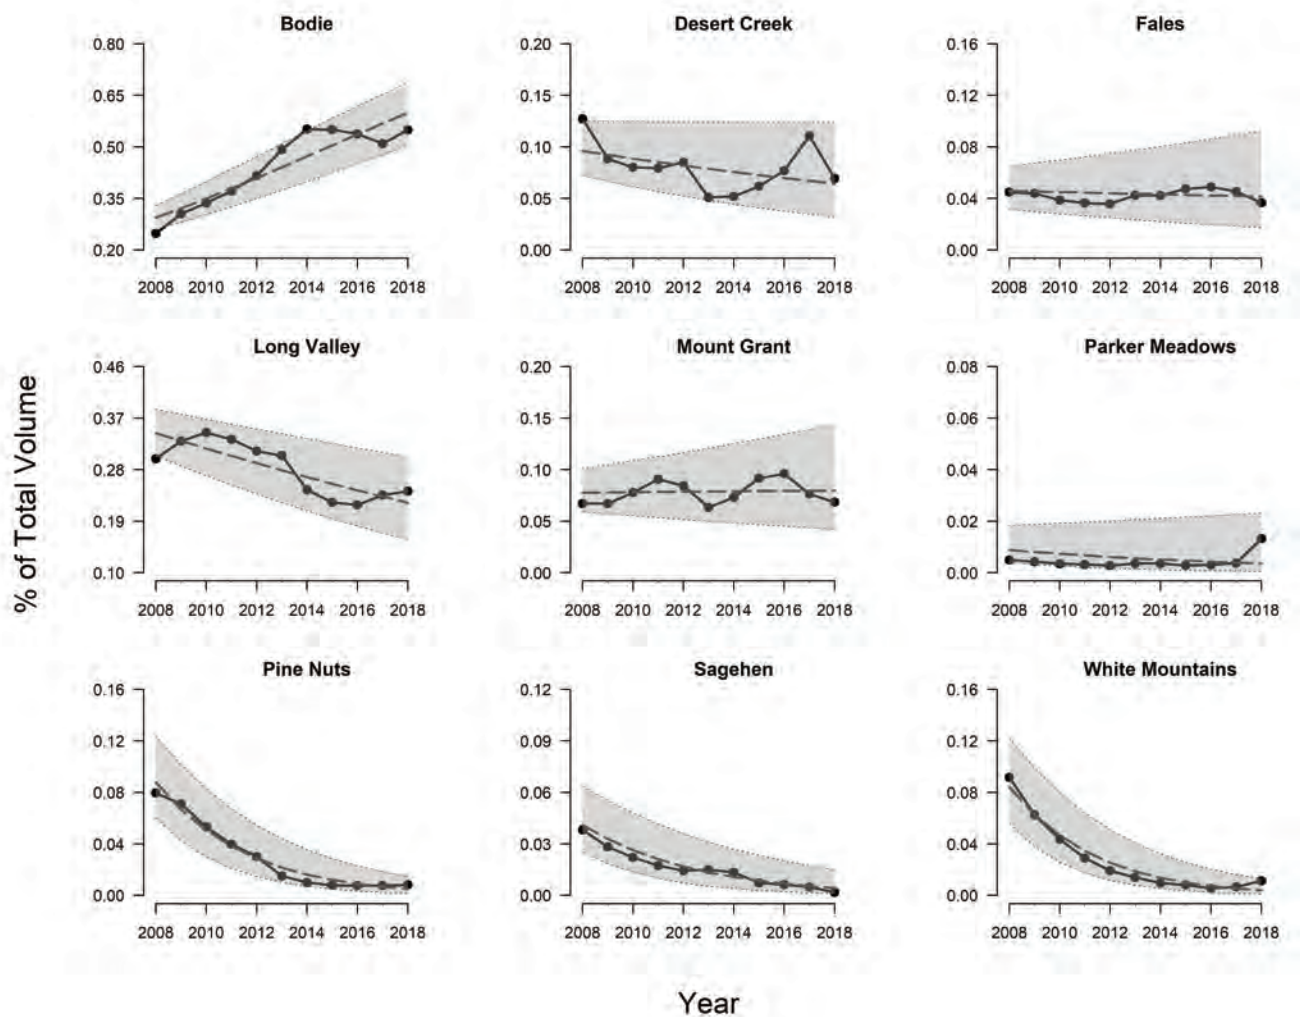 Bodie
0.80
0.65
0.50
0.35
0.20
2008 2010 2012 2014 2016 2018
Desert Creek
0.20
0.15
0.10
0.05
0.00
2008 2010 2012 2014 2016 2018
Fales
0.16
0.12
0.08
0.04
0.00
2008 2010 2012 2014 2016 2018
% of Total Volume
Long Valley
0.46
0.37
0.28
0.19
0.10
2008 2010 2012 2014 2016 2018
Mount Grant
0.20
0.15
0.10
0.05
0.00
2008 2010 2012 2014 2016 2018
Parker Meadows
0.08
0.06
0.04
0.02
0.00
2008 2010 2012 2014 2016 2018
Pine Nuts
0.16
0.12
0.08
0.04
0.00
2008 2010 2012 2014 2016 2018
Sagehen
0.12
0.09
0.06
0.03
0.00
2008 2010 2012 2014 2016 2018
White Mountains
0.16
0.12
0.08
0.04
0.00
2008 2010 2012 2014 2016 2018
Year